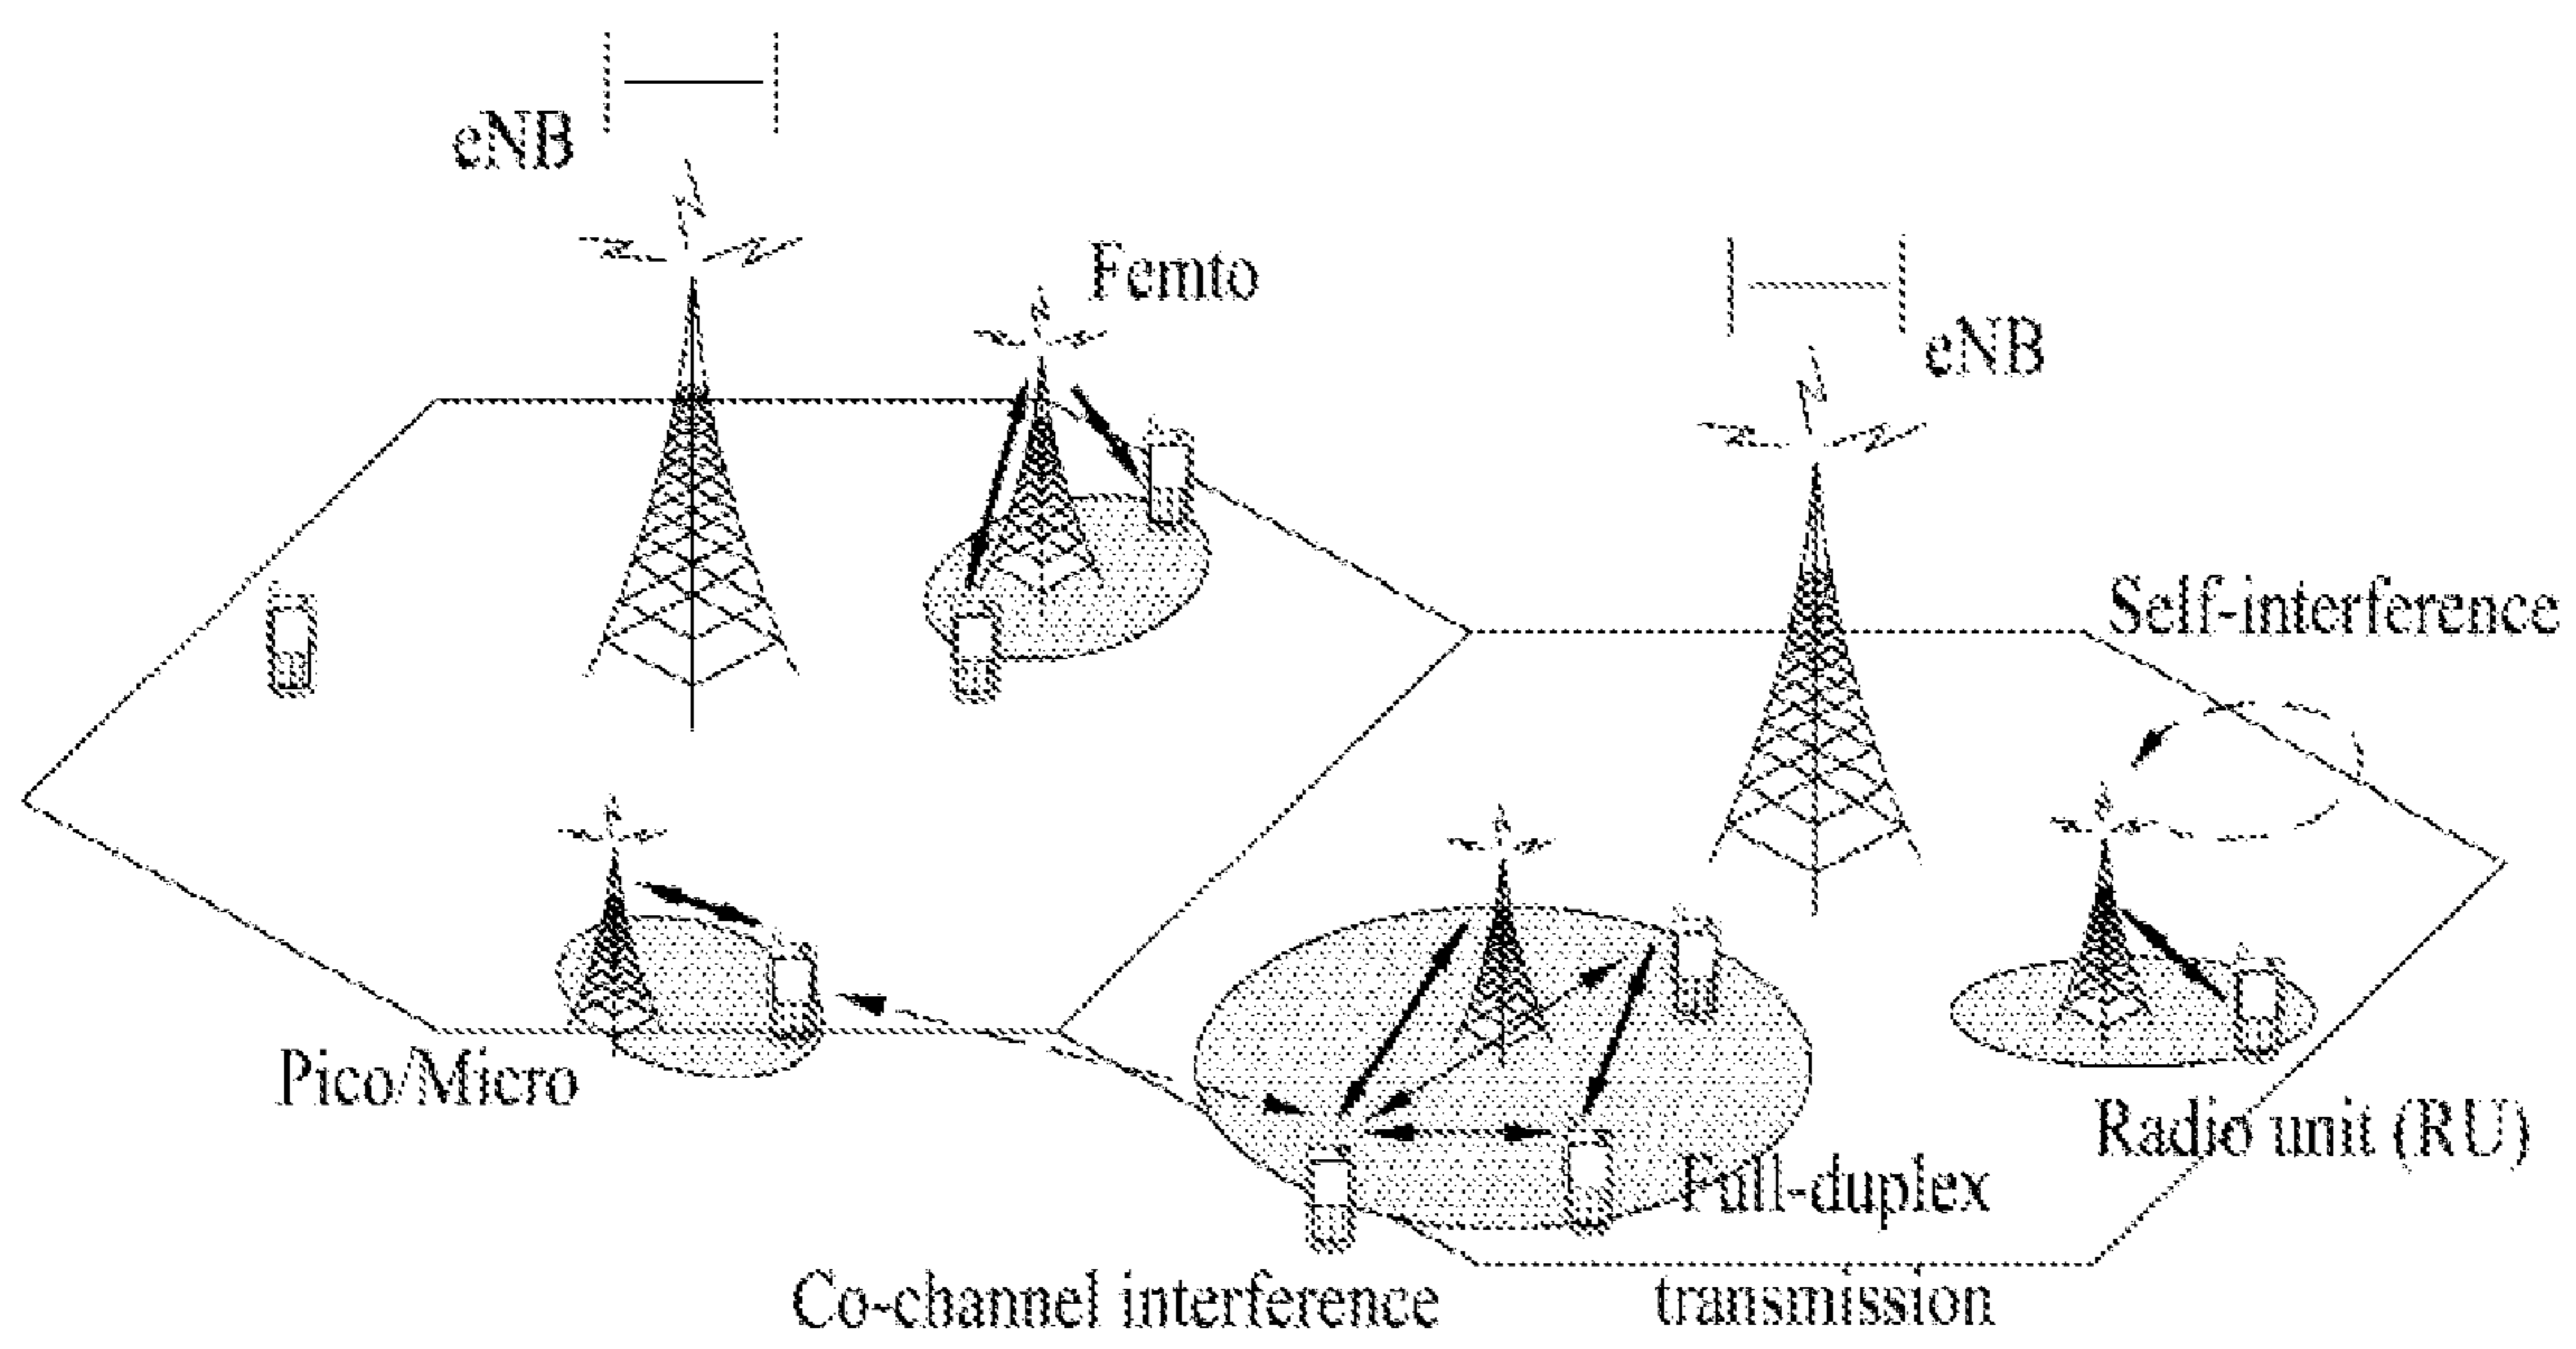 eNB
Femto
eNB
Self-interference
Pico/Micro
Radio unit (RU)
Full-duplex
Co-channel interference
transmission